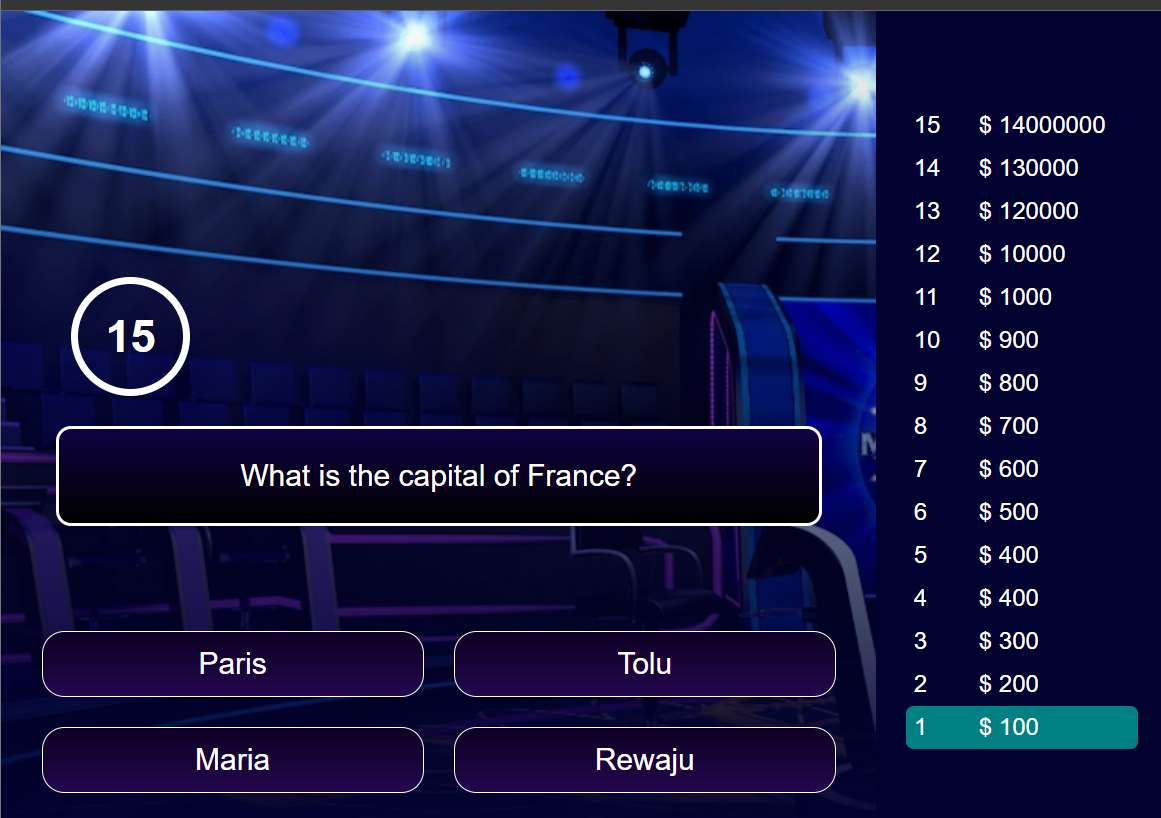 15
What is the capital of France?
Paris
Tolu
Maria
Rewaju
15 $ 14000000
14 $ 130000
13 $ 120000
12 $ 10000
11 $ 1000
10 $ 900
9 $ 800
8 $ 700
7 $ 600
6 $ 500
5 $ 400
4 $ 400
3 $ 300
2 $ 200
1 $ 100